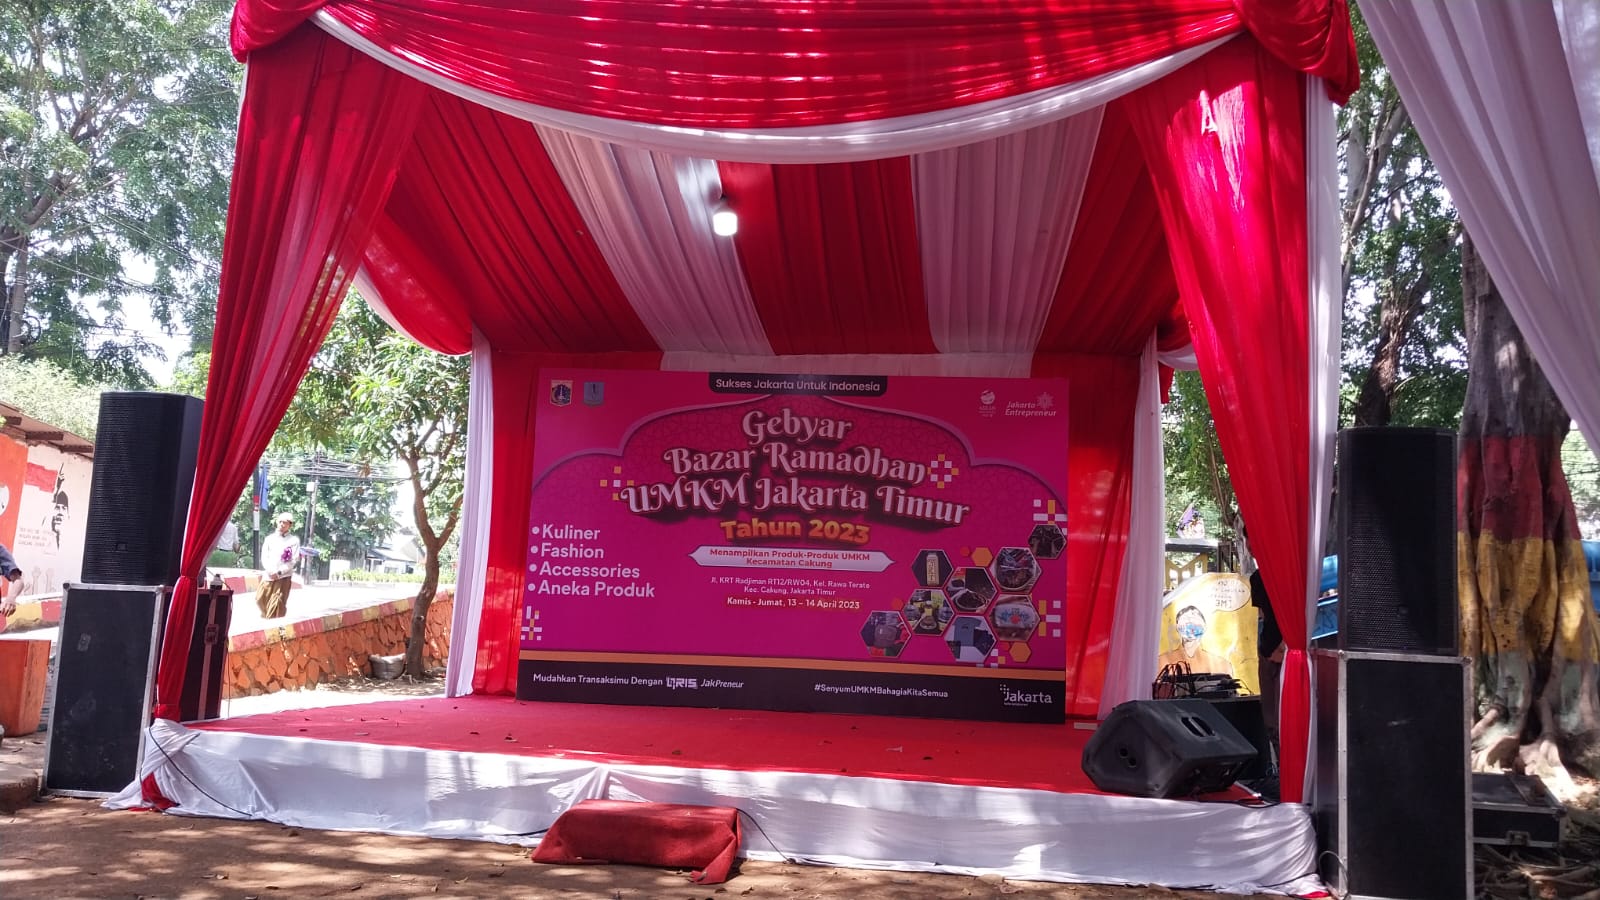 Sukses Jakarta Untuk Indonesia
Jakarta
Entrepreneur
Gebyar
Bazar Ramadhan
UMKM Jakarta Timur
Tahun 2023
Menampilkan Produk-Produk UMKM
Kecamatan Cakung
Jl, KRT Radjiman RT12/RW04, Kel. Rawa Terate
Kec. Cakung, Jakarta Timur
Kamis - Jumat, 13 - 14 April 2023
• Kuliner
• Fashion
• Accessories
• Aneka Produk
Mudahkan Transaksimu Dengan QRIS JakPreneur
#SenyumUMKMBahagiaKitaSemua
Jakarta